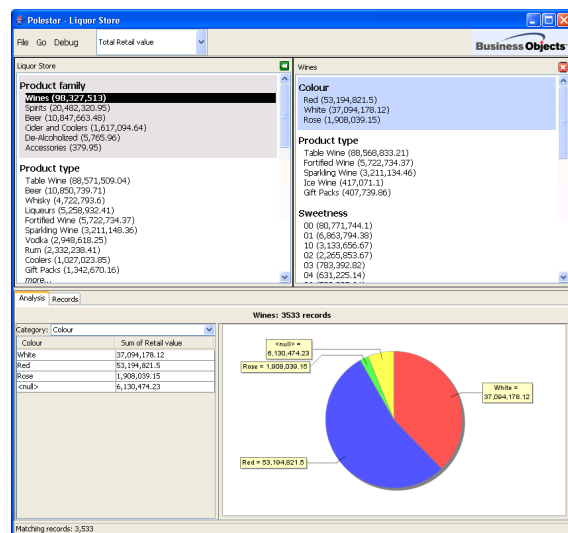 Polestar - Liquor Store
File Go Debug
Total Retail value
Business Objects
Liquor Store
Product family
Wines (98,327,513)
Spirits (20,482,320.95)
Beer (10,847,663.48)
Cider and Coolers (1,617,094.64)
De-Alcoholized (5,765.96)
Accessories (379.95)
Product type
Table Wine (88,571,509.04)
Beer (10,850,739.71)
Whisky (4,722,793.6)
Liqueurs (5,258,932.41)
Fortified Wine (5,722,734.37)
Sparkling Wine (3,211,148.36)
Vodka (2,948,618.25)
Rum (2,332,238.41)
Coolers (1,027,023.85)
Gift Packs (1,342,670.16)
more...
Wines
Colour
Red (53,194,821.5)
White (37,094,178.12)
Rose (1,908,039.15)
Product type
Table Wine (88,568,833.21)
Fortified Wine (5,722,734.37)
Sparkling Wine (3,211,134.46)
Ice Wine (417,071.1)
Gift Packs (407,739.86)
Sweetness
00 (80,771,744.1)
01 (6,863,794.38)
10 (3,133,656.67)
02 (2,265,853.67)
03 (783,392.82)
04 (631,225.14)
Analysis Records
Wines: 3533 records
Category: Colour
Colour Sum of Retail value
White 37,094,178.12
Red 53,194,821.5
Rose 1,908,039.15
<null> 6,130,474.23
<null> =
6,130,474.23
Rose = 1,908,039.15
White =
37,094,178.12
Red = 53,194,821.5
Matching records: 3,533